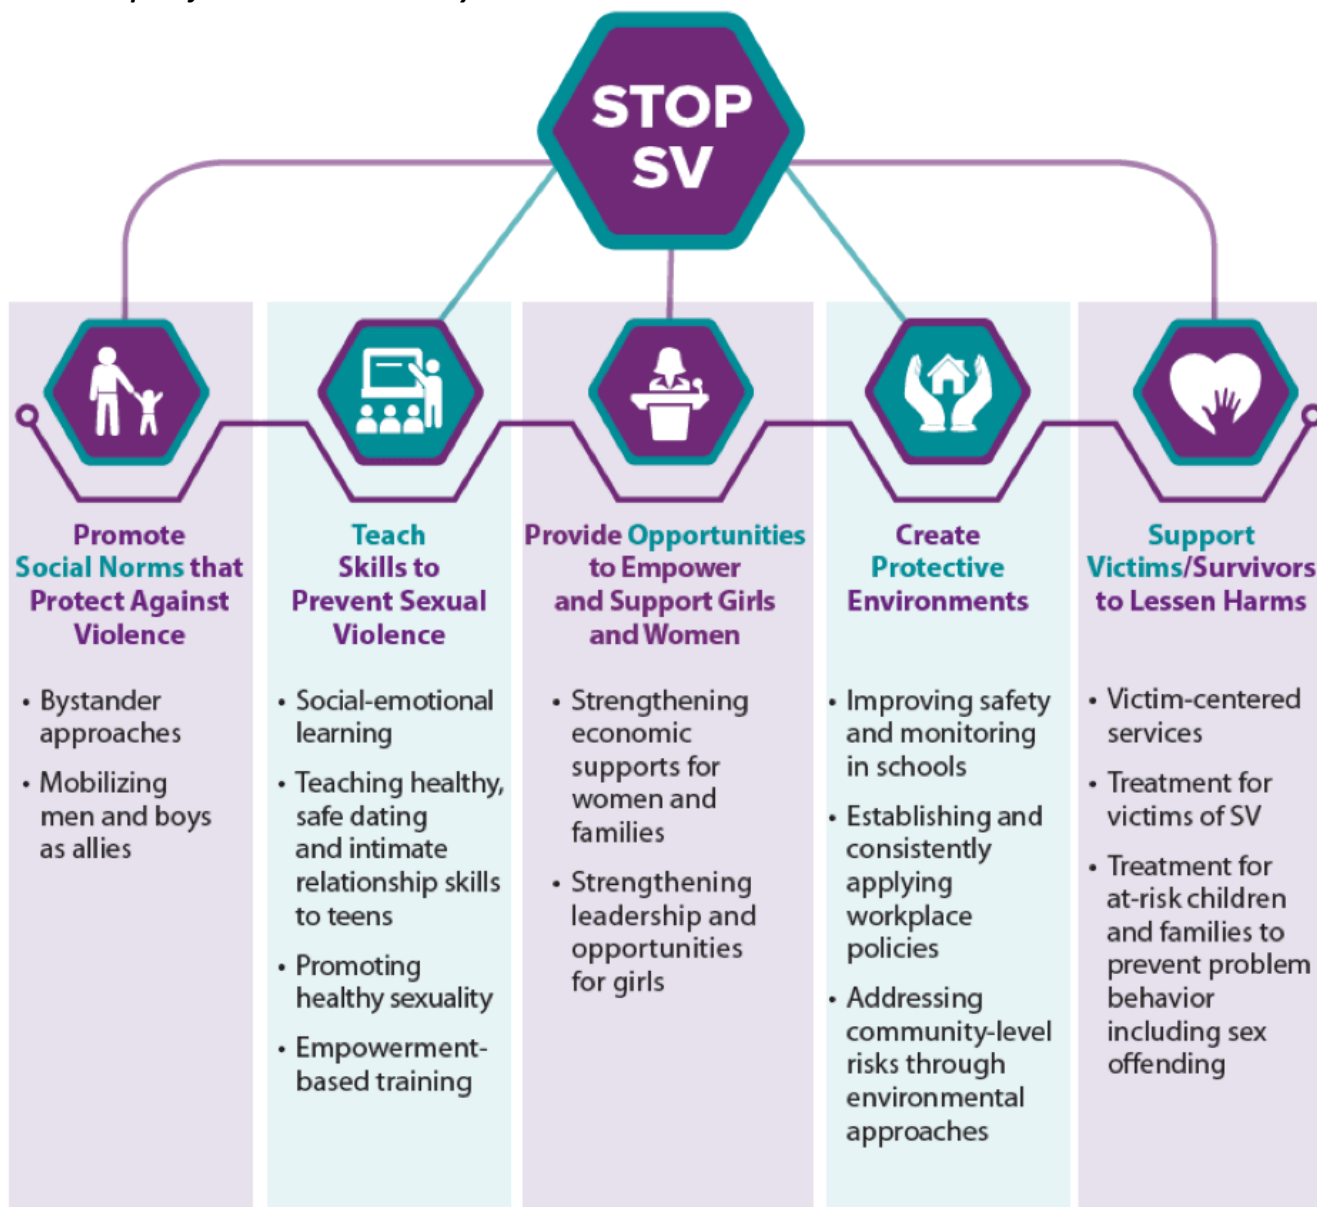 STOP
SV
Promote
Social Norms that
Protect Against
Violence
• Bystander
approaches
• Mobilizing
men and boys
as allies
Teach
Skills to
Prevent Sexual
Violence
• Social-emotional
learning
• Teaching healthy,
safe dating
and intimate
relationship skills
to teens
• Promoting
healthy sexuality
• Empowerment-
based training
Provide Opportunities
to Empower
and Support Girls
and Women
• Strengthening
economic
supports for
women and
families
• Strengthening
leadership and
opportunities
for girls
Create
Protective
Environments
• Improving safety
and monitoring
in schools
• Establishing and
consistently
applying
workplace
policies
• Addressing
community-level
risks through
environmental
approaches
Support
Victims/Survivors
to Lessen Harms
• Victim-centered
services
• Treatment for
victims of SV
• Treatment for
at-risk children
and families to
prevent problem
behavior
including sex
offending